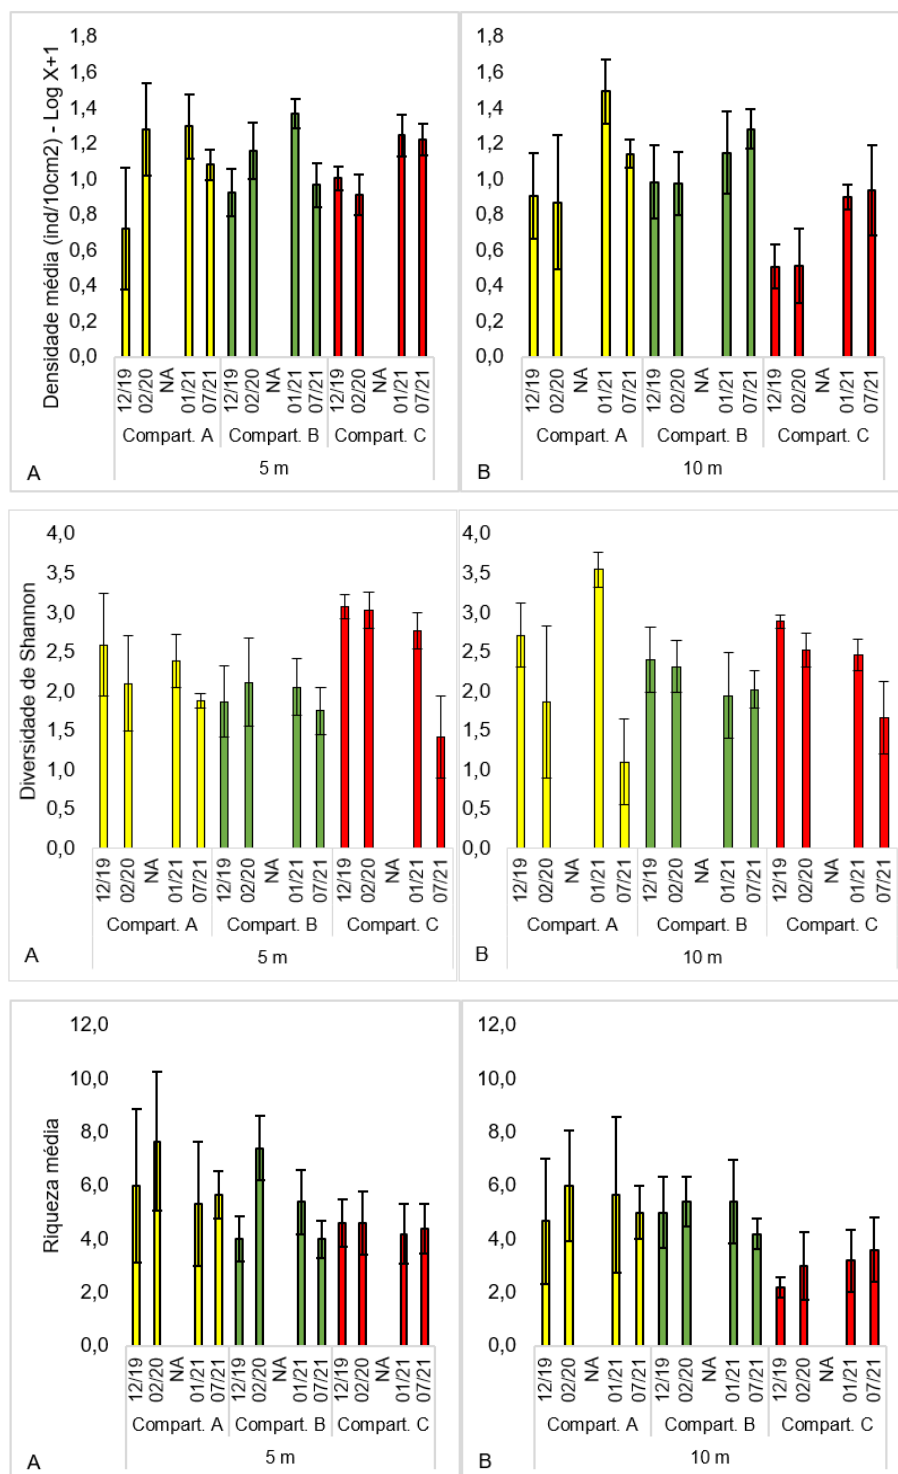 Densidade média (ind/10cm2) - Log X+1
1,8
1,6
1,4
1,2
1,0
0,8
0,6
0,4
0,2
0,0
12/19
02/20
NA
01/21
07/21
12/19
02/20
NA
01/21
07/21
12/19
02/20
NA
01/21
07/21
Compart. A
Compart. B
Compart. C
5 m
A
1,8
1,6
1,4
1,2
1,0
0,8
0,6
0,4
0,2
0,0
12/19
02/20
NA
01/21
07/21
12/19
02/20
NA
01/21
07/21
12/19
02/20
NA
01/21
07/21
Compart. A
Compart. B
Compart. C
10 m
B
Diversidade de Shannon
4,0
3,5
3,0
2,5
2,0
1,5
1,0
0,5
0,0
12/19
02/20
NA
01/21
07/21
12/19
02/20
NA
01/21
07/21
12/19
02/20
NA
01/21
07/21
Compart. A
Compart. B
Compart. C
5 m
A
4,0
3,5
3,0
2,5
2,0
1,5
1,0
0,5
0,0
12/19
02/20
NA
01/21
07/21
12/19
02/20
NA
01/21
07/21
12/19
02/20
NA
01/21
07/21
Compart. A
Compart. B
Compart. C
10 m
B
Riqueza média
12,0
10,0
8,0
6,0
4,0
2,0
0,0
12/19
02/20
NA
01/21
07/21
12/19
02/20
NA
01/21
07/21
12/19
02/20
NA
01/21
07/21
Compart. A
Compart. B
Compart. C
5 m
A
12,0
10,0
8,0
6,0
4,0
2,0
0,0
12/19
02/20
NA
01/21
07/21
12/19
02/20
NA
01/21
07/21
12/19
02/20
NA
01/21
07/21
Compart. A
Compart. B
Compart. C
10 m
B